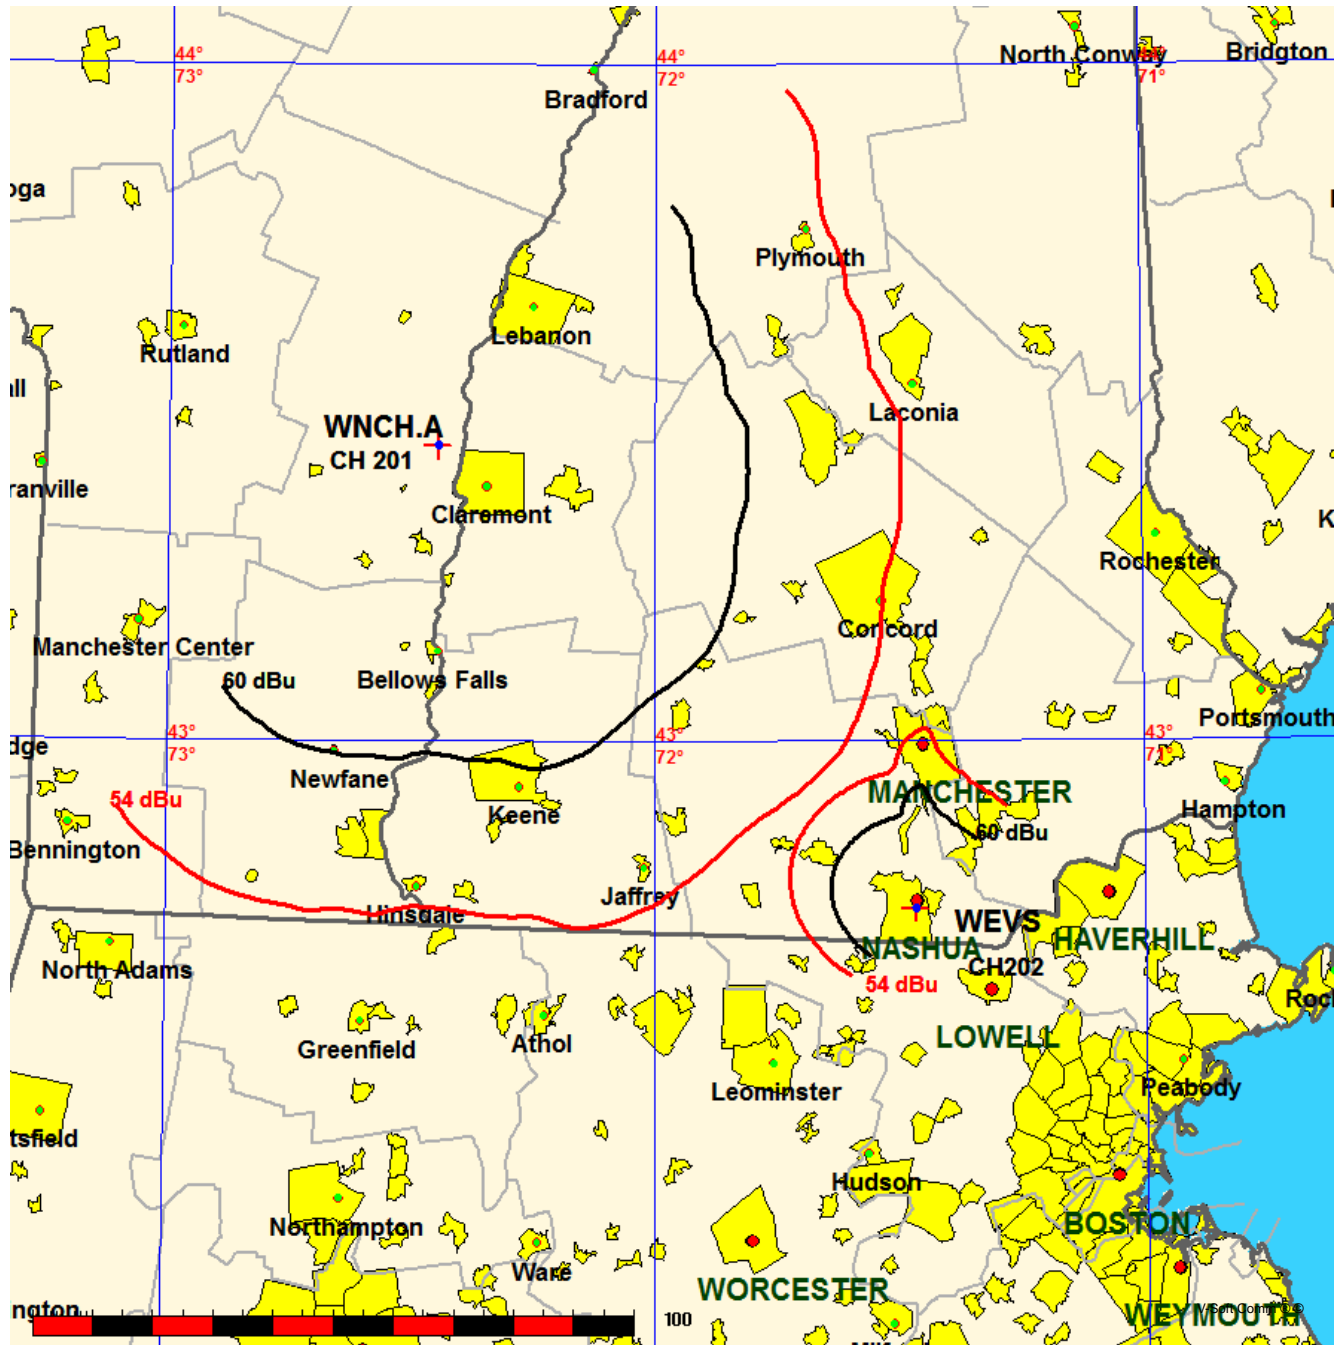 44°
73°
44°
72°
North Conway
44°
71°
Bridgton
Bradford
oga
Plymouth
Lebanon
Rutland
all
Laconia
WNCH.A
CH 201
ranville
Claremont
K
Rochester
Concord
Manchester Center
60 dBu
Bellows Falls
Portsmouth
43°
73°
43°
72°
43°
71°
dge
Newfane
54 dBu
MANCHESTER
Hampton
Keene
60 dBu
Bennington
Jaffrey
Hinsdale
WEVS
NASHUA
HAVERHILL
CH202
North Adams
54 dBu
Rocl
Greenfield
Athol
LOWELL
Leominster
Peabody
tsfield
Hudson
Northampton
BOSTON
Ware
WORCESTER
ngton
100
WEYMOUTH